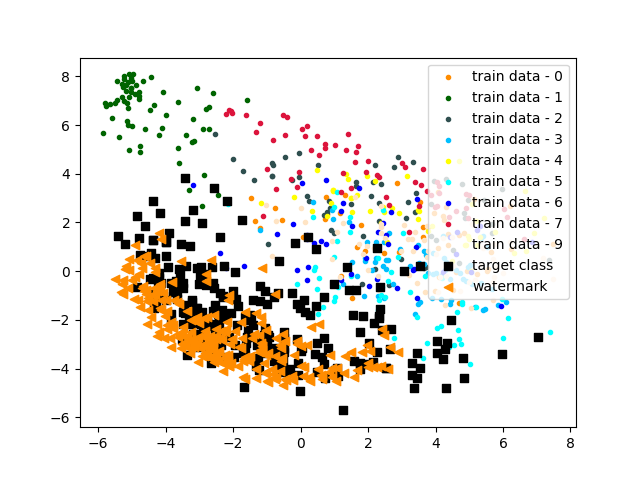 train data - 0
train data - 1
train data - 2
train data - 3
train data - 4
train data - 5
train data - 6
train data - 7
train data - 9
target class
watermark
8
6
4
2
0
−2
−4
−6
−6 −4 −2 0 2 4 6 8